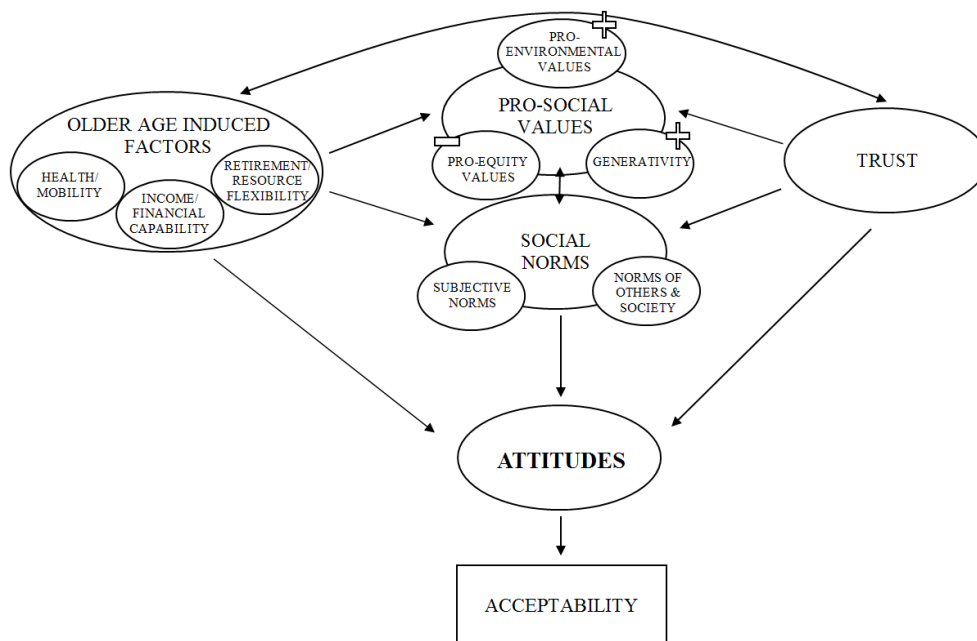 PRO-
ENVIRONMENTAL
VALUES
PRO-SOCIAL
VALUES
PRO-EQUITY
VALUES
GENERATIVITY
OLDER AGE INDUCED
FACTORS
HEALTH/
MOBILITY
INCOME/
FINANCIAL
CAPABILITY
RETIREMENT/
RESOURCE
FLEXIBILITY
TRUST
SOCIAL
NORMS
SUBJECTIVE
NORMS
NORMS OF
OTHERS &
SOCIETY
ATTITUDES
ACCEPTABILITY